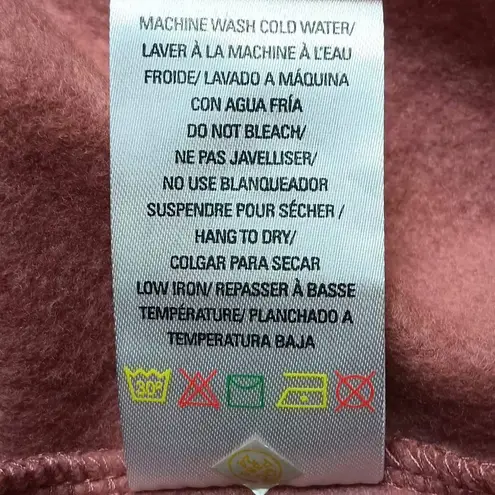 MACHINE WASH COLD WATER/
LAVER À LA MACHINE À L'EAU
FROIDE/ LAVADO A MÁQUINA
CON AGUA FRÍA
DO NOT BLEACH/
NE PAS JAVELLISER/
NO USE BLANQUEADOR
SUSPENDRE POUR SÉCHER /
HANG TO DRY/
COLGAR PARA SECAR
LOW IRON/ REPASSER À BASSE
TEMPÉRATURE/ PLANCHADO A
TEMPERATURA BAJA
30°